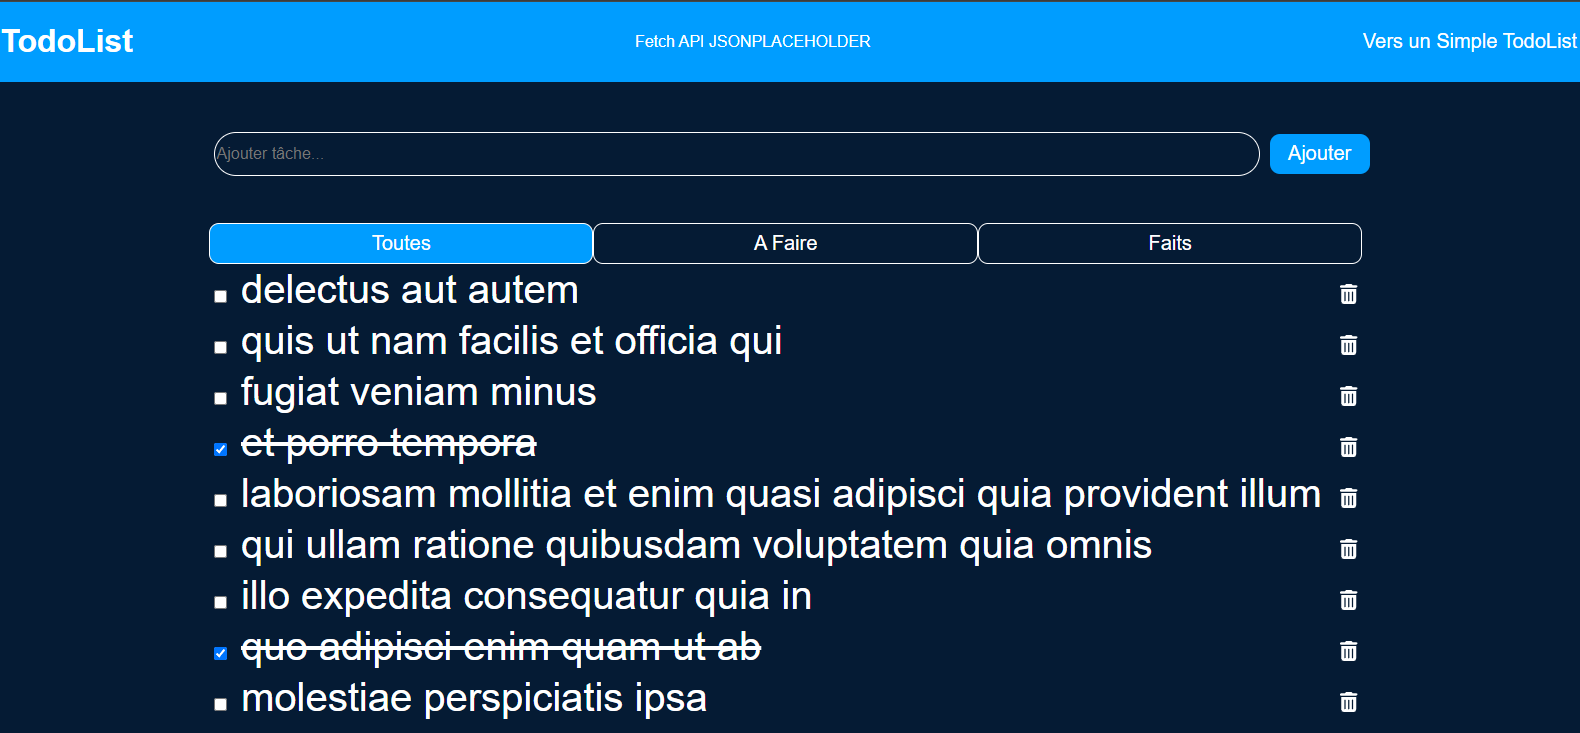 TodoList
Fetch API JSONPLACEHOLDER
Vers un Simple TodoList
Ajouter tâche...
Ajouter
Toutes
A Faire
Faits
delectus aut autem
quis ut nam facilis et officia qui
fugiat veniam minus
et porro tempora
laboriosam mollitia et enim quasi adipisci quia provident illum
qui ullam ratione quibusdam voluptatem quia omnis
illo expedita consequatur quia in
quo adipisci enim quam ut ab
molestiae perspiciatis ipsa